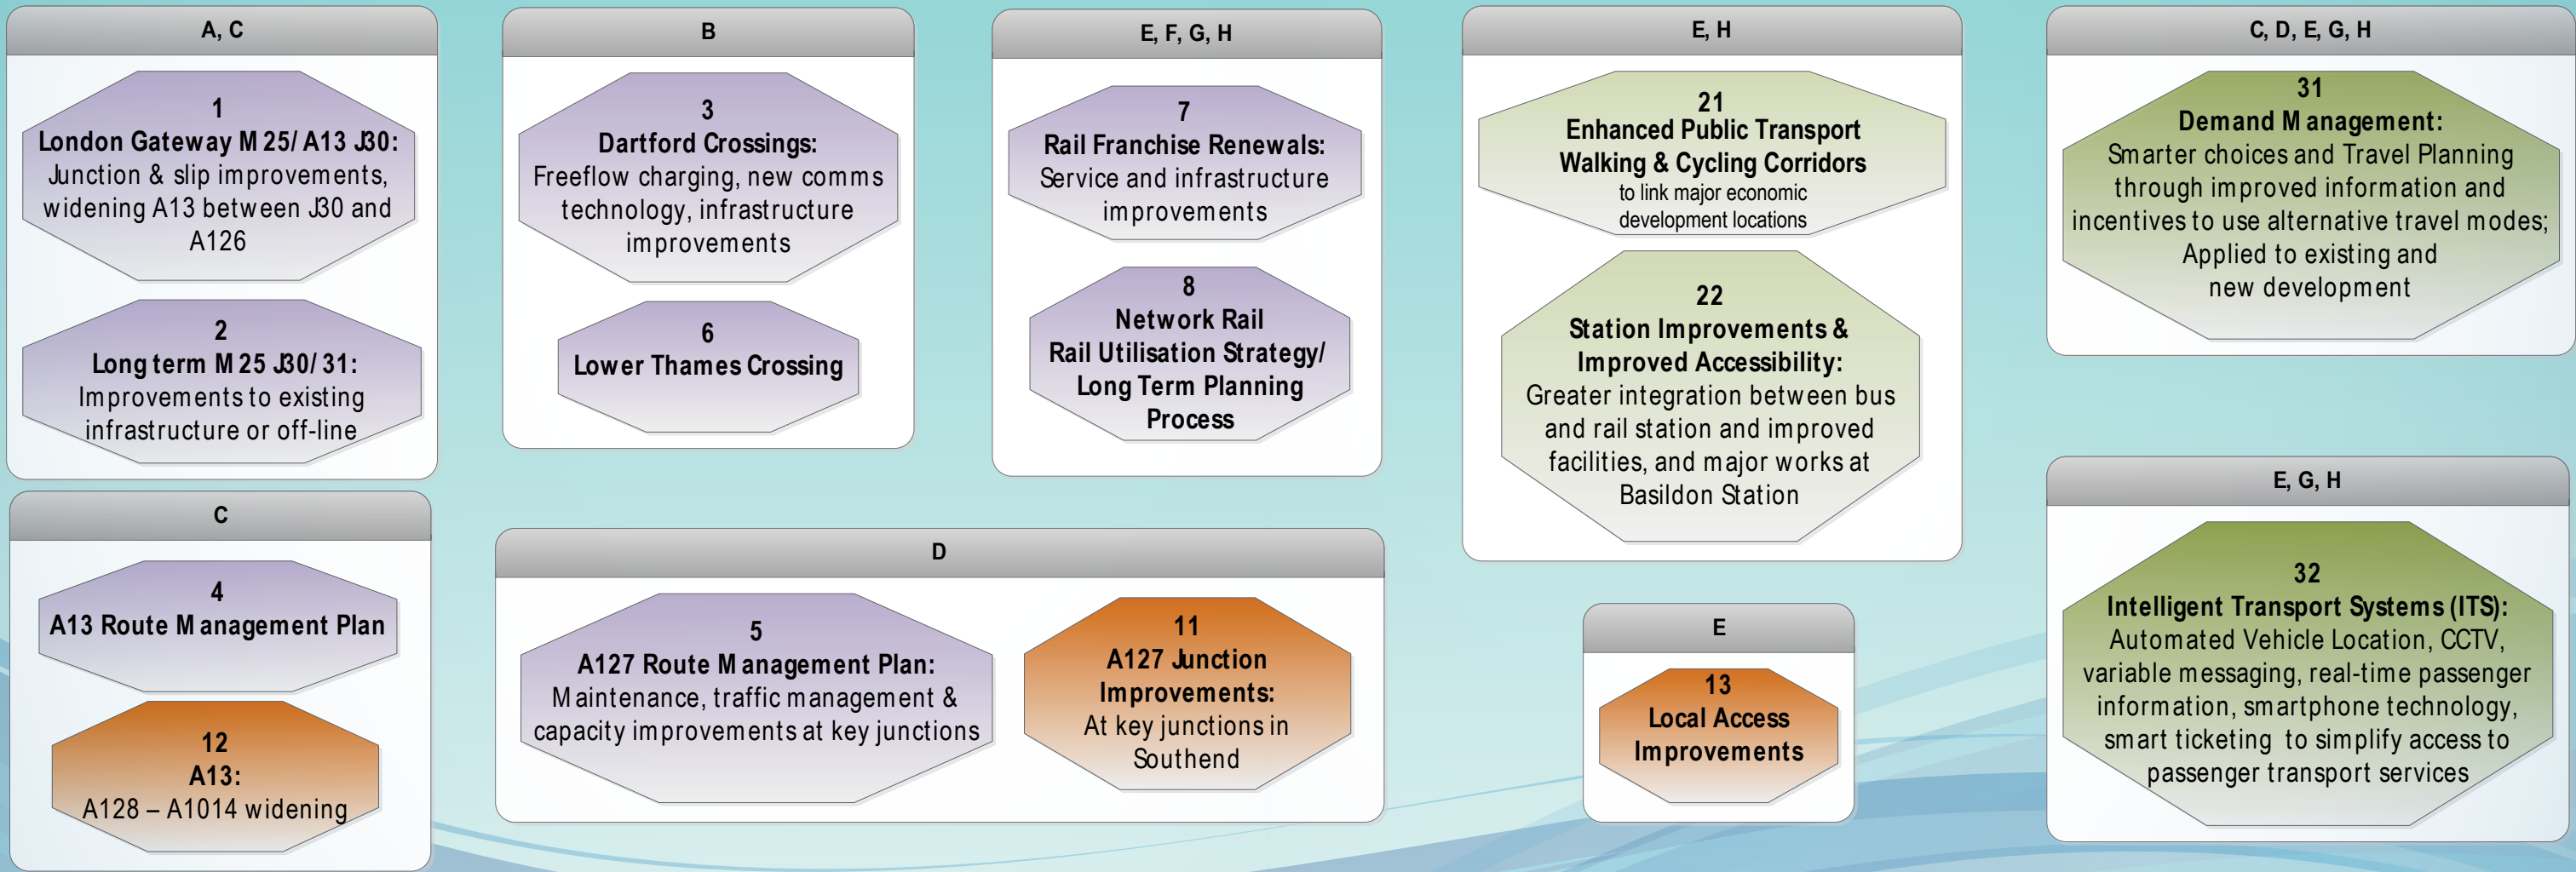 A, C
1
London Gateway M25/A13 J30:
Junction & slip improvements,
widening A13 between J30 and
A126
2
Long term M25 J30/31:
Improvements to existing
infrastructure or off-line
B
3
Dartford Crossings:
Freeflow charging, new comms
technology, infrastructure
improvements
6
Lower Thames Crossing
E, F, G, H
7
Rail Franchise Renewals:
Service and infrastructure
improvements
8
Network Rail
Rail Utilisation Strategy/
Long Term Planning
Process
E, H
21
Enhanced Public Transport
Walking & Cycling Corridors
to link major economic
development locations
22
Station Improvements &
Improved Accessibility:
Greater integration between bus
and rail station and improved
facilities, and major works at
Basildon Station
C, D, E, G, H
31
Demand Management:
Smarter choices and Travel Planning
through improved information and
incentives to use alternative travel modes;
Applied to existing and
new development
C
4
A13 Route Management Plan
12
A13:
A128 – A1014 widening
D
5
A127 Route Management Plan:
Maintenance, traffic management &
capacity improvements at key junctions
11
A127 Junction
Improvements:
At key junctions in
Southend
E
13
Local Access
Improvements
E, G, H
32
Intelligent Transport Systems (ITS):
Automated Vehicle Location, CCTV,
variable messaging, real-time passenger
information, smartphone technology,
smart ticketing to simplify access to
passenger transport services